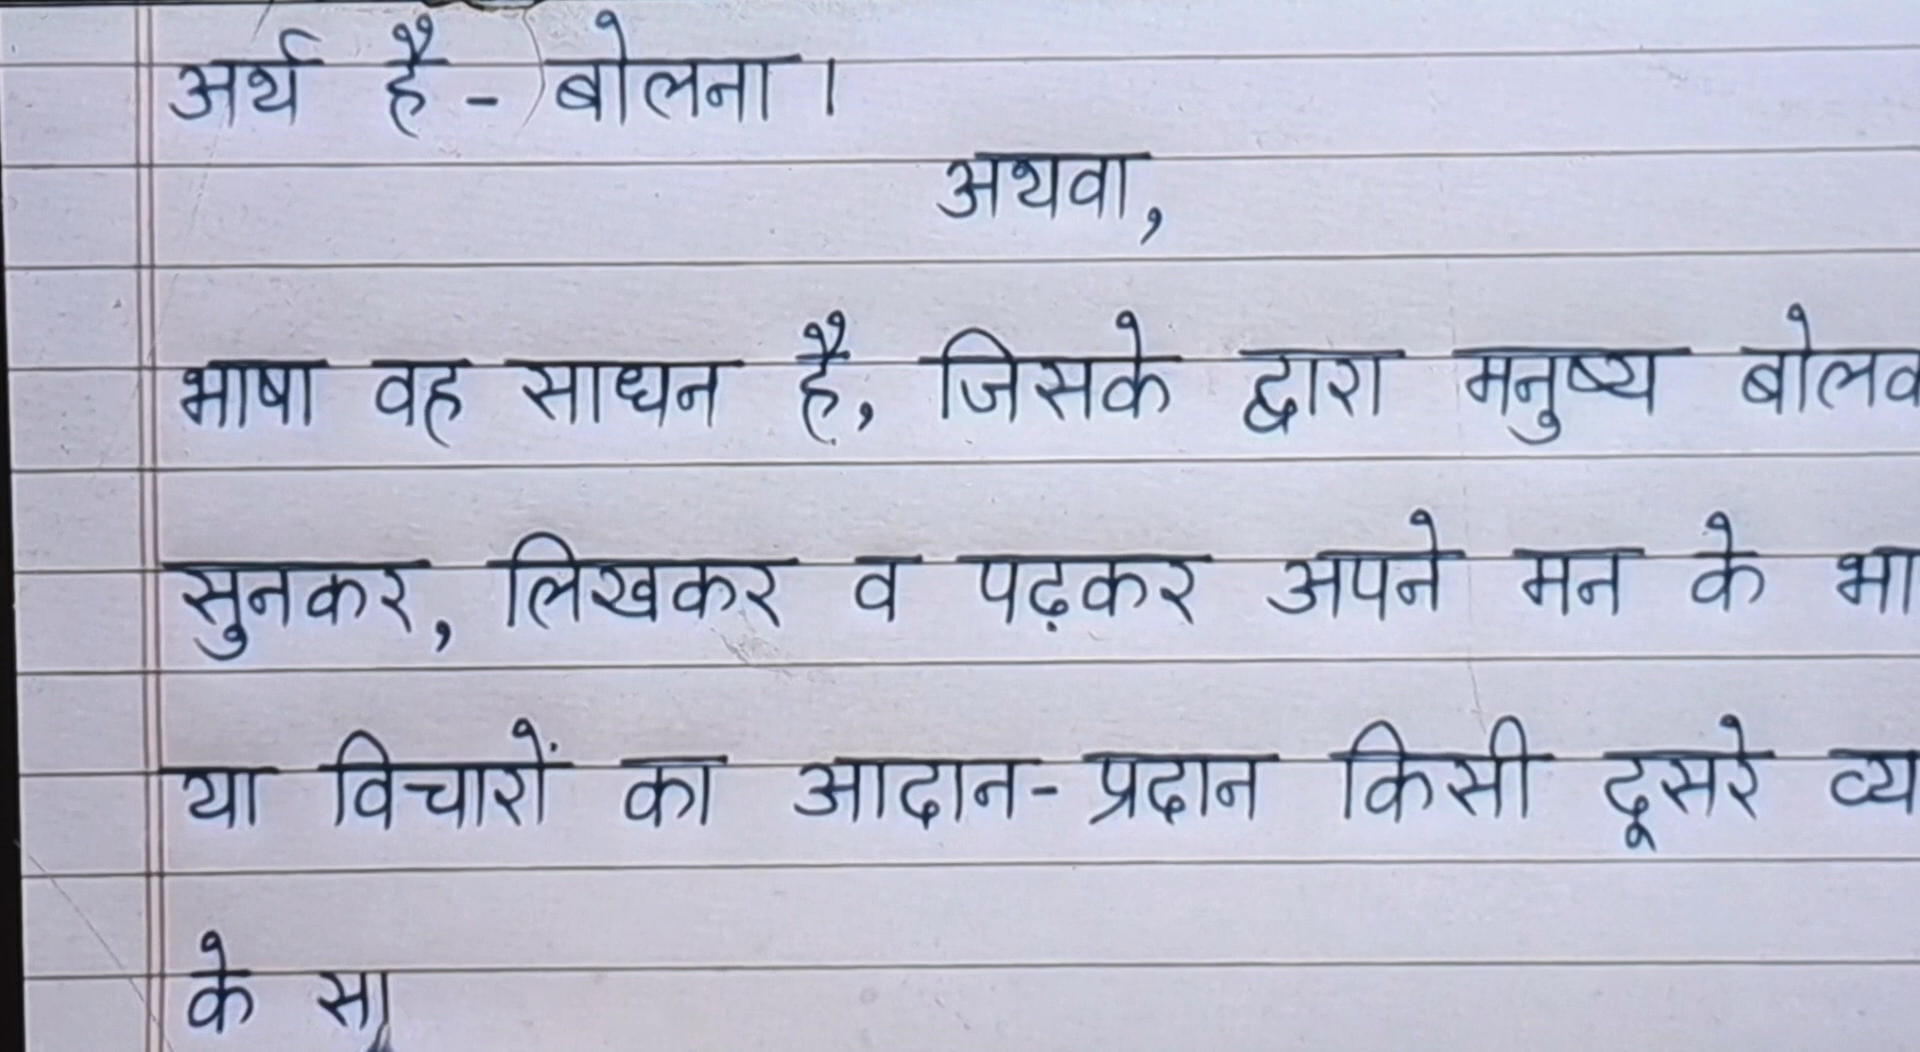 अर्थ है - बोलना ।
अथवा,
भाषा वह साधन है, जिसके द्वारा मनुष्य
सुनकर, लिखकर व पढ़कर अपने मन के
या विचारों का आदान-प्रदान किसी दूसरे
के